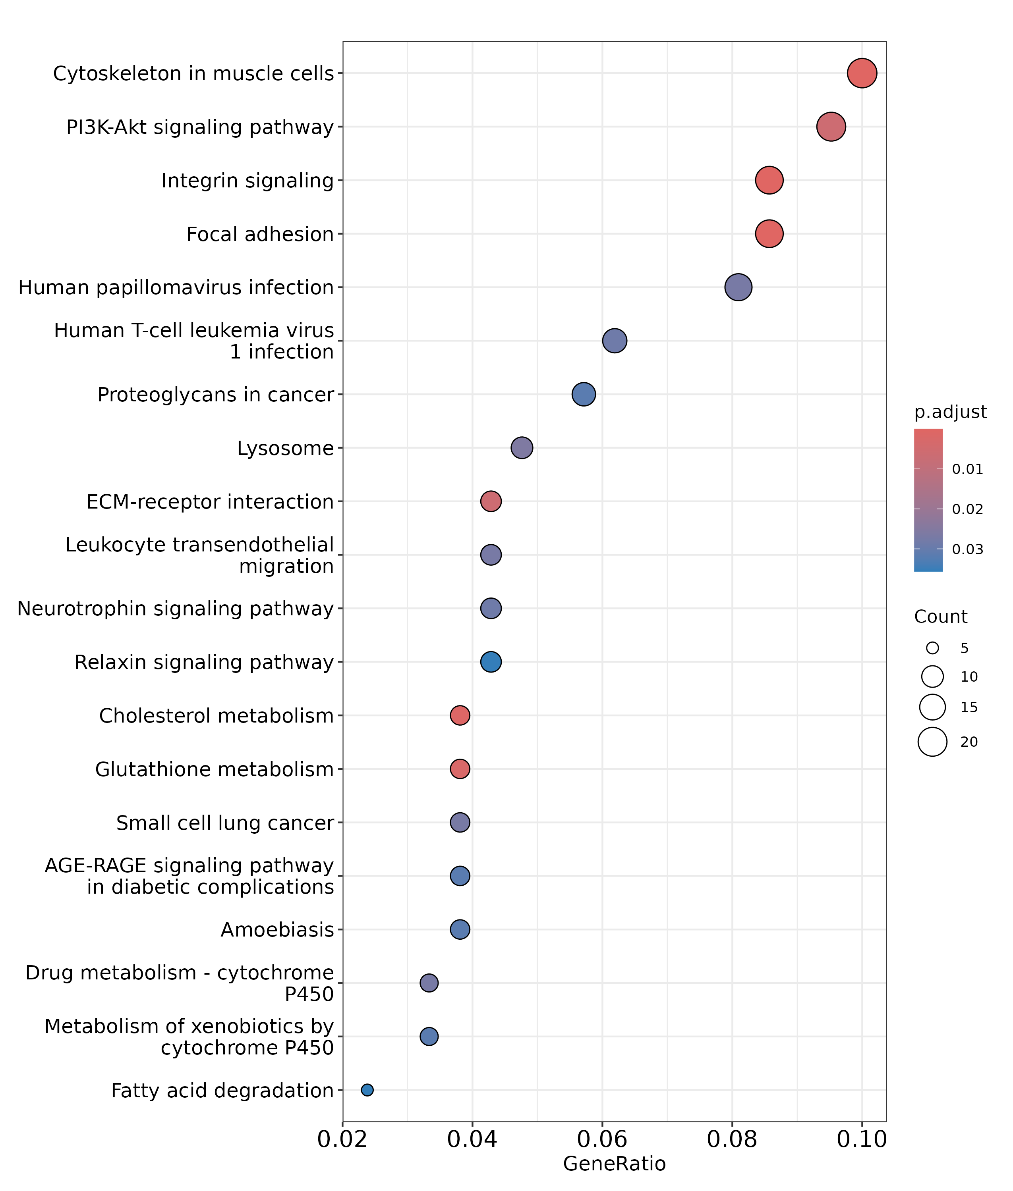 Cytoskeleton in muscle cells
PI3K-Akt signaling pathway
Integrin signaling
Focal adhesion
Human papillomavirus infection
Human T-cell leukemia virus
1 infection
Proteoglycans in cancer
Lysosome
ECM-receptor interaction
Leukocyte transendothelial
migration
Neurotrophin signaling pathway
Relaxin signaling pathway
Cholesterol metabolism
Glutathione metabolism
Small cell lung cancer
AGE-RAGE signaling pathway
in diabetic complications
Amoebiasis
Drug metabolism - cytochrome
P450
Metabolism of xenobiotics by
cytochrome P450
Fatty acid degradation
0.02 0.04 0.06 0.08 0.10
GeneRatio
p.adjust
0.01
0.02
0.03
Count
5
10
15
20